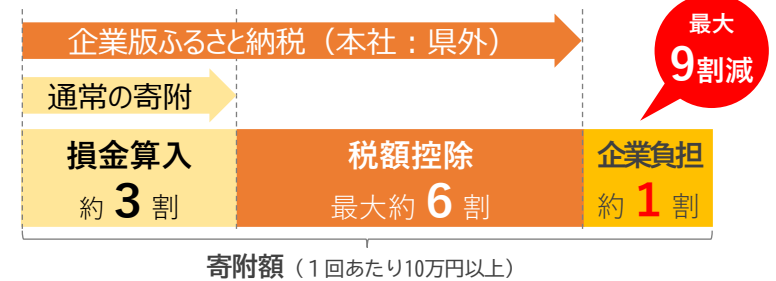 企業版ふるさと納税（本社：県外）
最大
9割減
通常の寄附
損金算入
約 3 割
税額控除
最大約 6 割
企業負担
約 1 割
寄附額（１回あたり10万円以上）